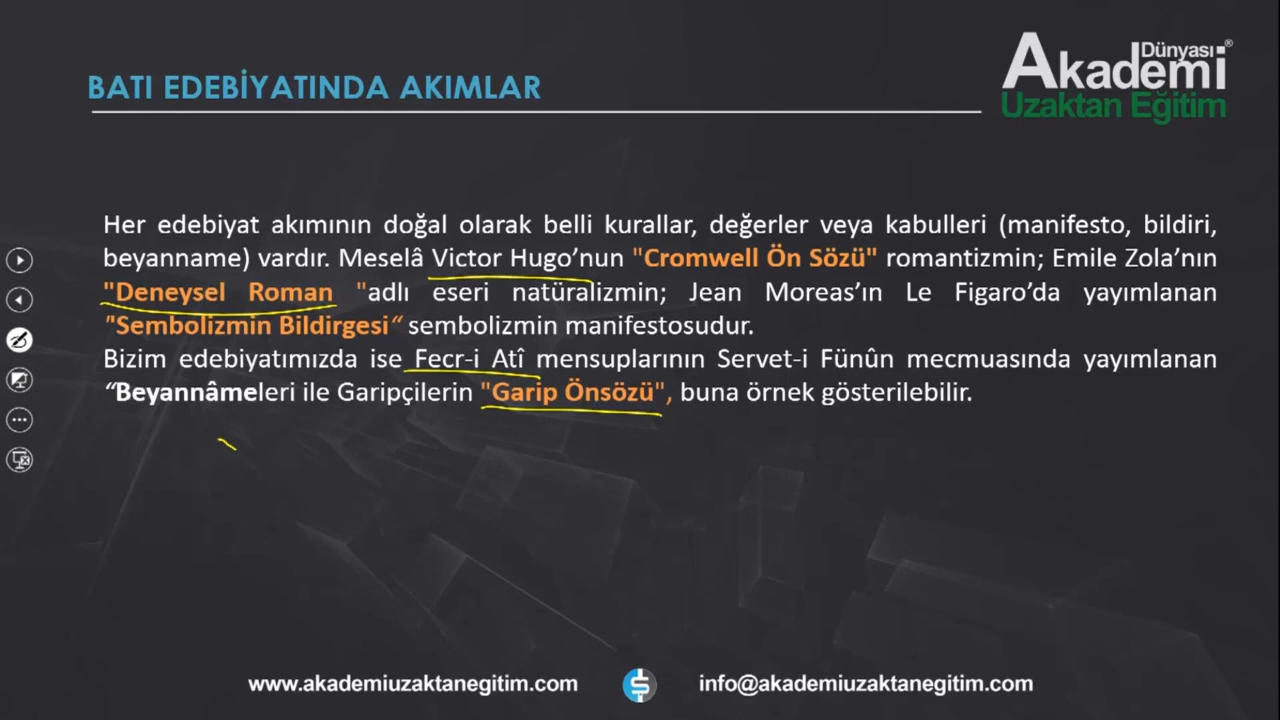 BATI EDEBİYATINDA AKIMLAR
Dünyası®
Akademi
Uzaktan Eğitim
Her edebiyat akımının doğal olarak belli kurallar, değerler veya kabulleri (manifesto, bildiri,
beyanname) vardır. Meselâ Victor Hugo’nun "Cromwell Ön Sözü" romantizmin; Emile Zola’nın
"Deneysel Roman "adlı eseri natüralizmin; Jean Moreas’ın Le Figaro’da yayımlanan
"Sembolizmin Bildirgesi“ sembolizmin manifestosudur.
Bizim edebiyatımızda ise Fecr-i Atî mensuplarının Servet-i Fünûn mecmuasında yayımlanan
“Beyannâmeleri ile Garipçilerin "Garip Önsözü", buna örnek gösterilebilir.
www.akademiuzaktanegitim.com
info@akademiuzaktanegitim.com